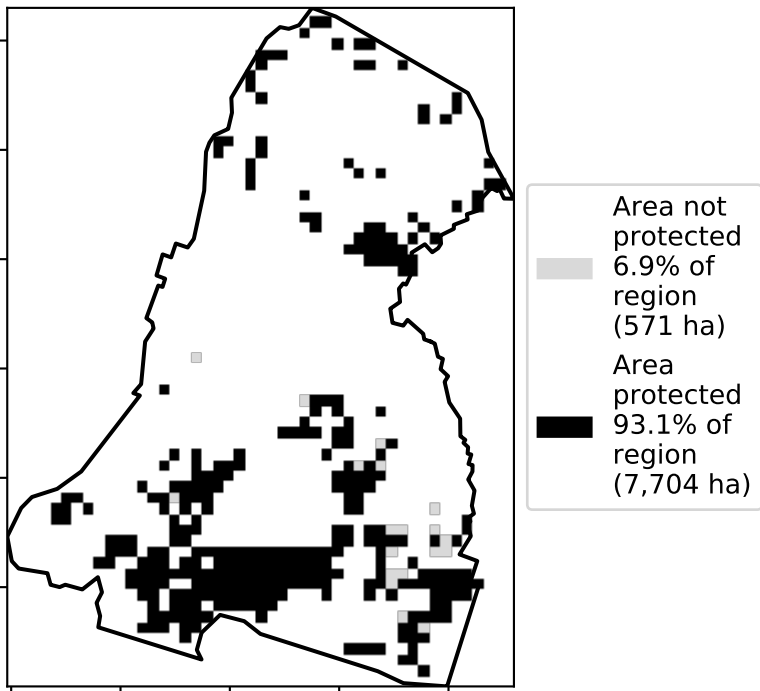 Area not
protected
6.9% of
region
(571 ha)
Area
protected
93.1% of
region
(7,704 ha)